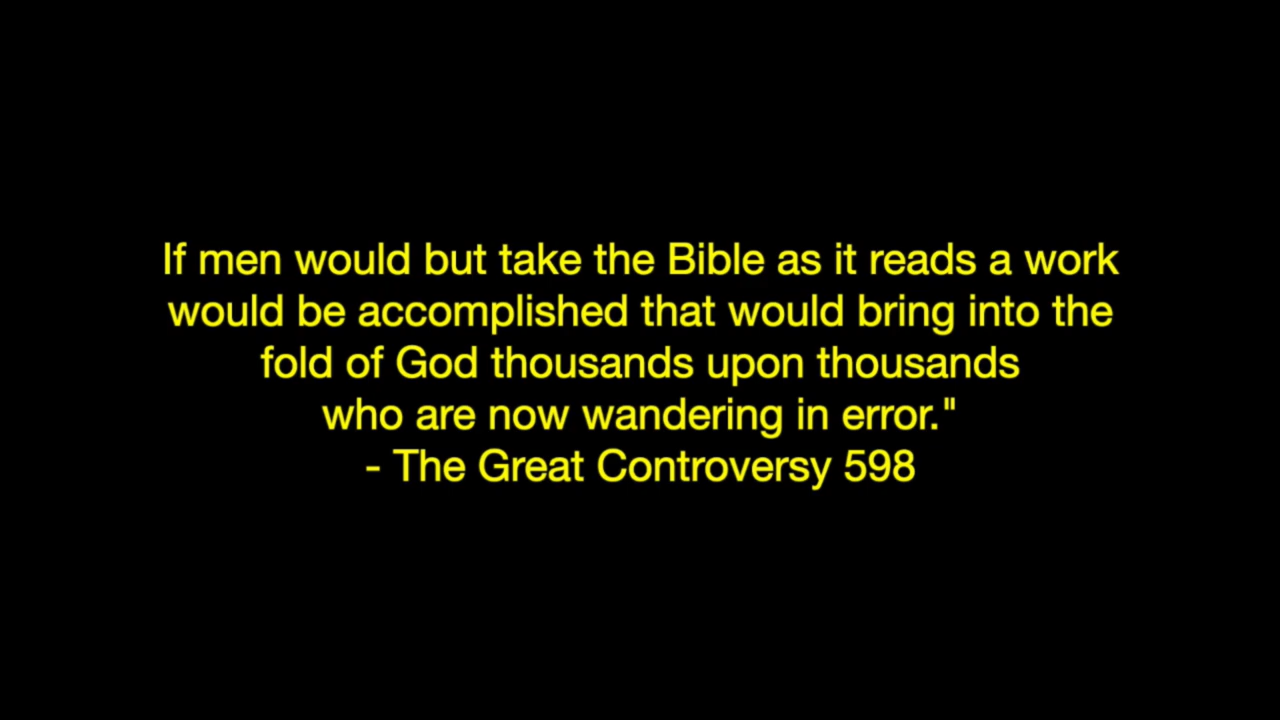 If men would but take the Bible as it reads a work
would be accomplished that would bring into the
fold of God thousands upon thousands
who are now wandering in error."
- The Great Controversy 598